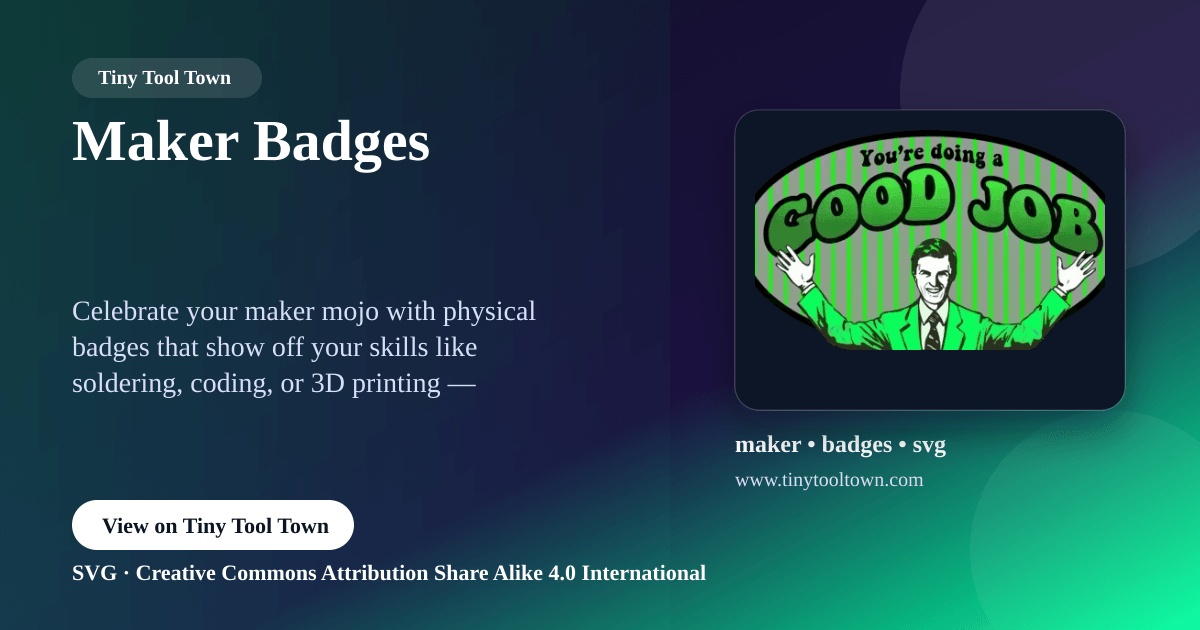 Tiny Tool Town
Maker Badges
Celebrate your maker mojo with physical
badges that show off your skills like
soldering, coding, or 3D printing —
View on Tiny Tool Town
SVG · Creative Commons Attribution Share Alike 4.0 International
You're doing a
GOOD JOB
maker • badges • svg
www.tinytooltown.com